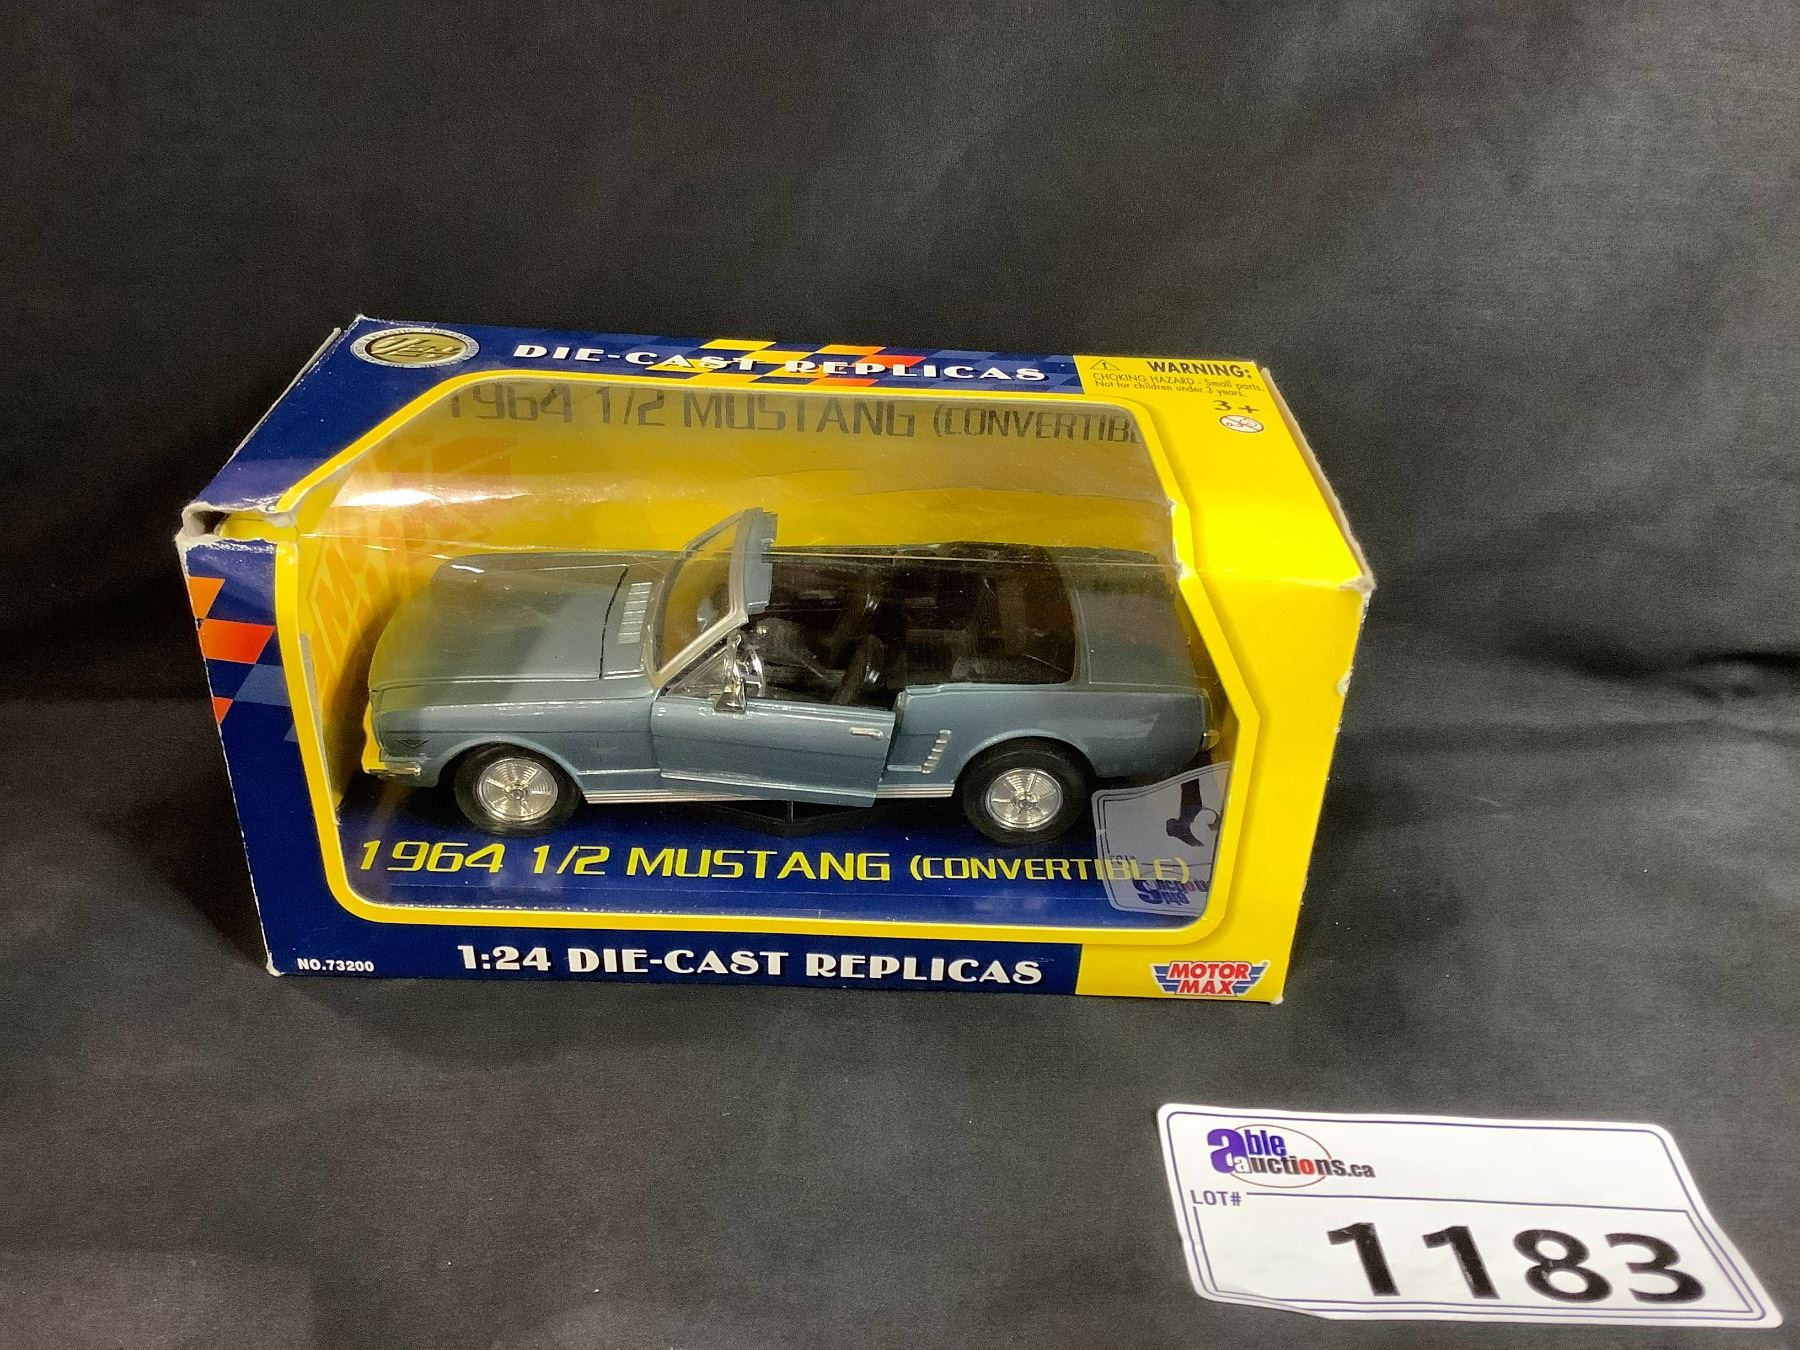 DIE-CAST REPLICAS
WARNING:
CHOKING HAZARD - Small parts.
Not for children under 3 years.
3+
1964 1/2 MUSTANG (CONVERTIB
1964 1/2 MUSTANG (CONVERTIBLE)
NO.73200
1:24 DIE-CAST REPLICAS
MOTOR
MAX
able
auctions.ca
LOT#
1183